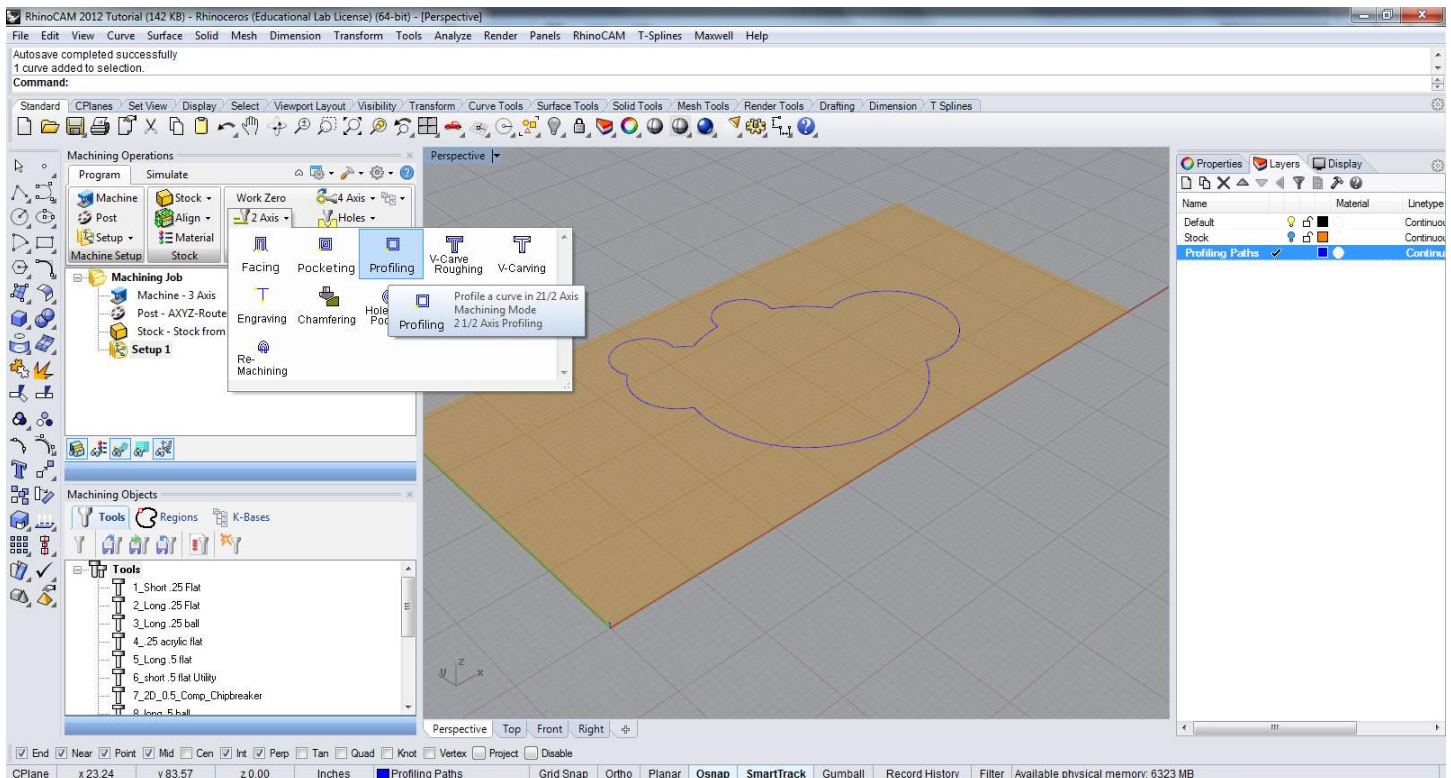 RhinoCAM 2012 Tutorial (142 KB) - Rhinoceros (Educational Lab License) (64-bit) - [Perspective]
File Edit View Curve Surface Solid Mesh Dimension Transform Tools Analyze Render Panels RhinoCAM T-Splines Maxwell Help
Autosave completed successfully
1 curve added to selection.
Command:
Standard CPlanes Set View Display Select Viewport Layout Visibility Transform Curve Tools Surface Tools Solid Tools Mesh Tools Render Tools Drafting Dimension T Splines
Machining Operations
Program Simulate
Machine Stock Work Zero 4 Axis
Post Align 2 Axis Holes
Setup Material
Machine Setup Stock
Facing Pocketing Profiling V-Carve Roughing V-Carving
Engraving Chamfering Hole
Profiling
Profile a curve in 21/2 Axis
Machining Mode
2 1/2 Axis Profiling
Re-
Machining
Machining Job
Machine - 3 Axis
Post - AXYZ-Route
Stock - Stock from
Setup 1
Machining Objects
Tools Regions K-Bases
Tools
1_Short .25 Flat
2_Long .25 Flat
3_Long .25 ball
4_.25 acrylic flat
5_Long .5 flat
6_short .5 flat Utility
7_2D_0.5_Comp_Chipbreaker
8_long .5 ball
Perspective
z
y x
Perspective Top Front Right
Properties Layers Display
Name Material Linetype
Default Continuou
Stock Continuou
Profiling Paths Continu
End Near Point Mid Cen Int Perp Tan Quad Knot Vertex Project Disable
CPlane x 23.24 y 83.57 z 0.00 Inches Profiling Paths Grid Snap Ortho Planar Osnap SmartTrack Gumball Record History Filter Available physical memory: 6323 MB